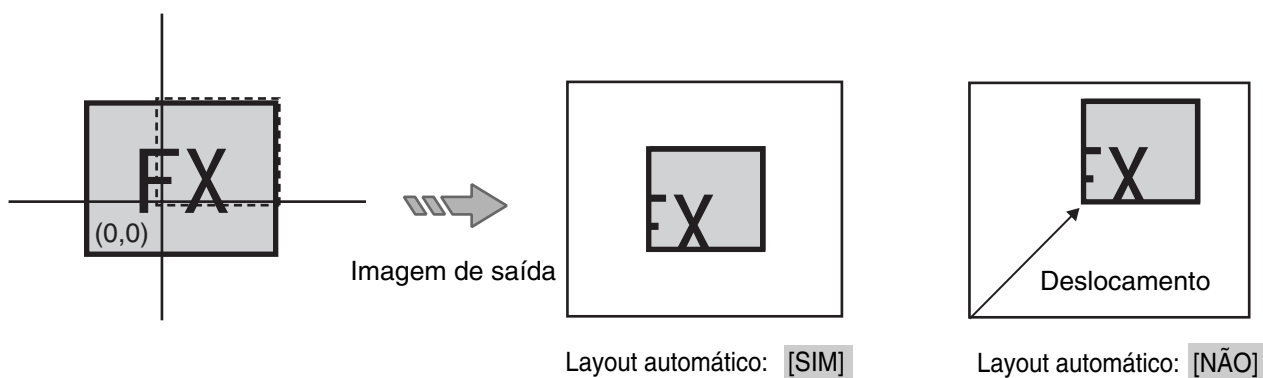 FX
(0,0)
Imagem de saída
FX
Layout automático: [SIM]
FX
Deslocamento
Layout automático: [NÃO]